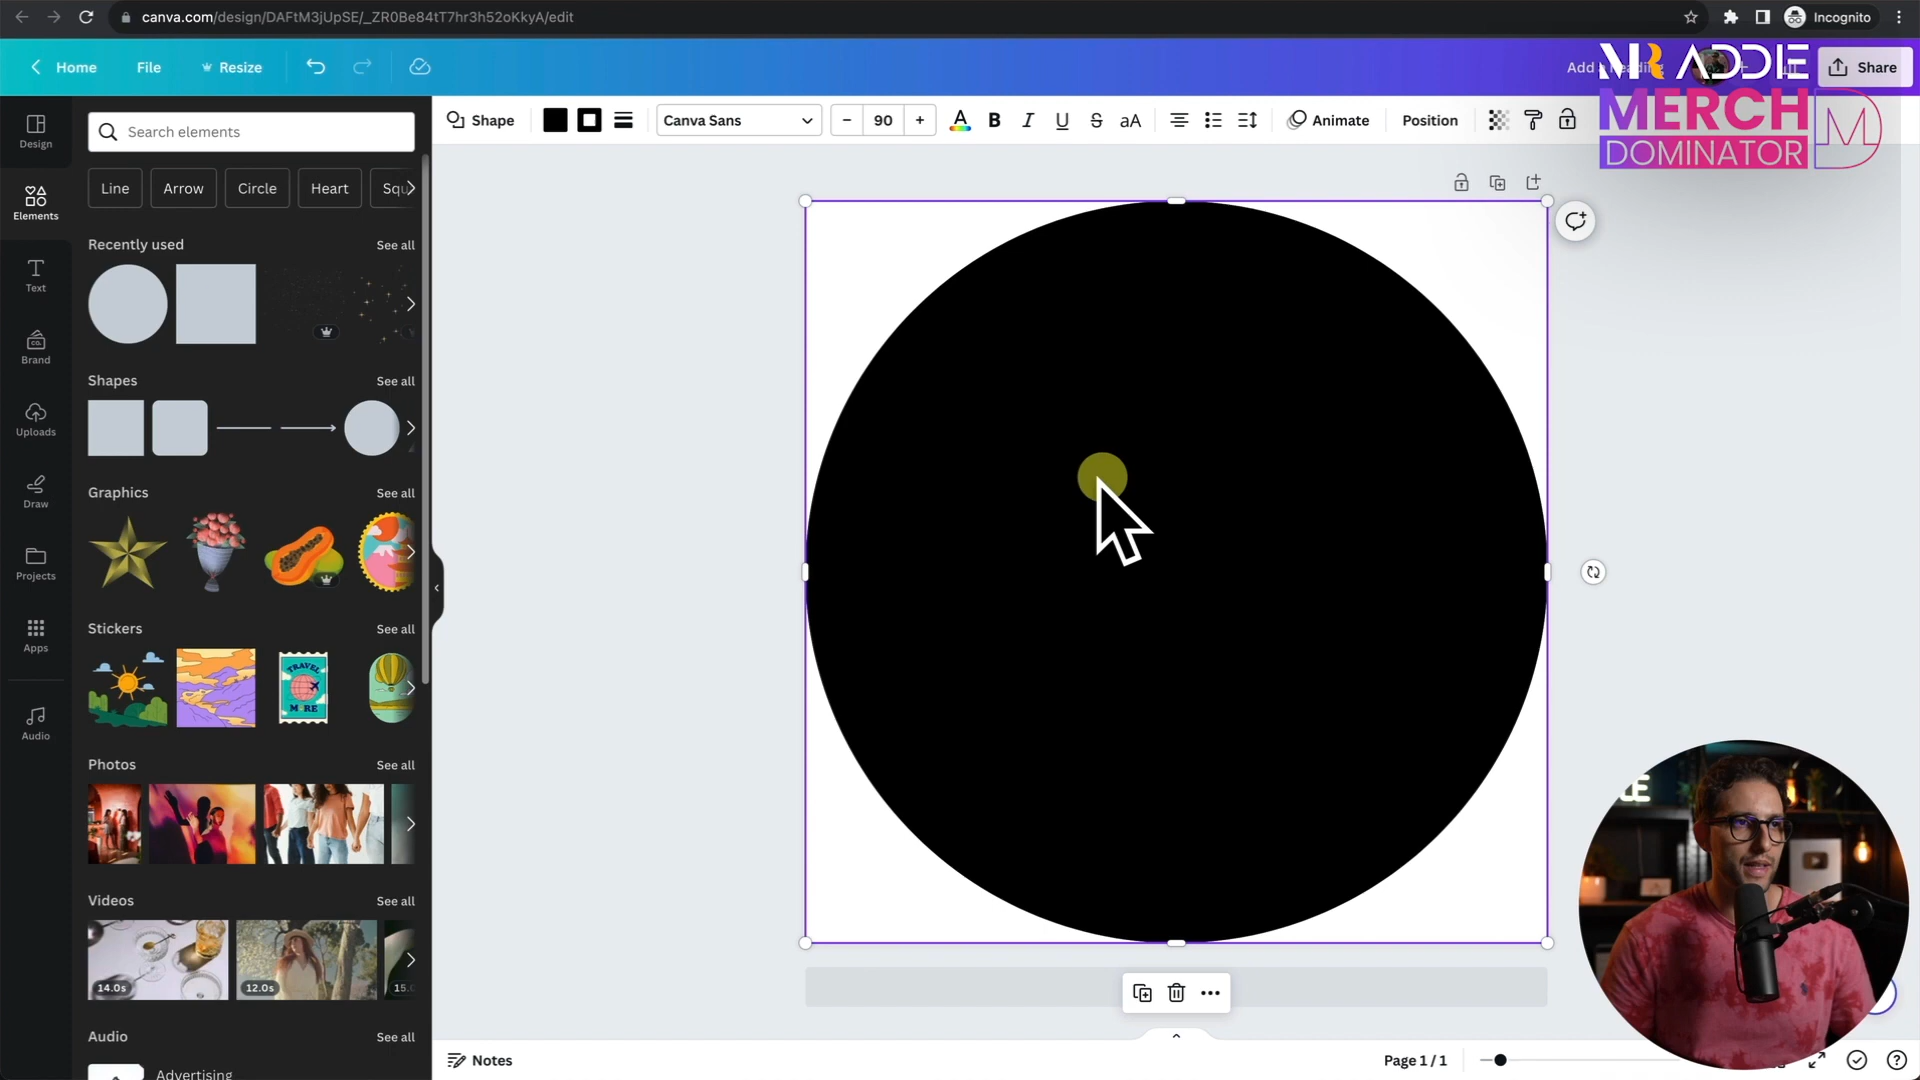 canva.com/design/DAFtM3jUpSE/_ZR0Be84tT7hr3h52oKkyA/edit
Incognito
Home
File
Resize
Share
MR ADDIE
MERCH
DOMINATOR
Design
Elements
Text
Brand
Uploads
Draw
Projects
Apps
Audio
Search elements
Line
Arrow
Circle
Heart
Squ
Recently used
See all
Shapes
See all
Graphics
See all
Stickers
See all
TRAVEL
MORE
Photos
See all
Videos
See all
14.0s
12.0s
15.0
Audio
See all
Advertising
Shape
Canva Sans
90
A
B
I
U
S
aA
Animate
Position
Notes
Page 1 / 1